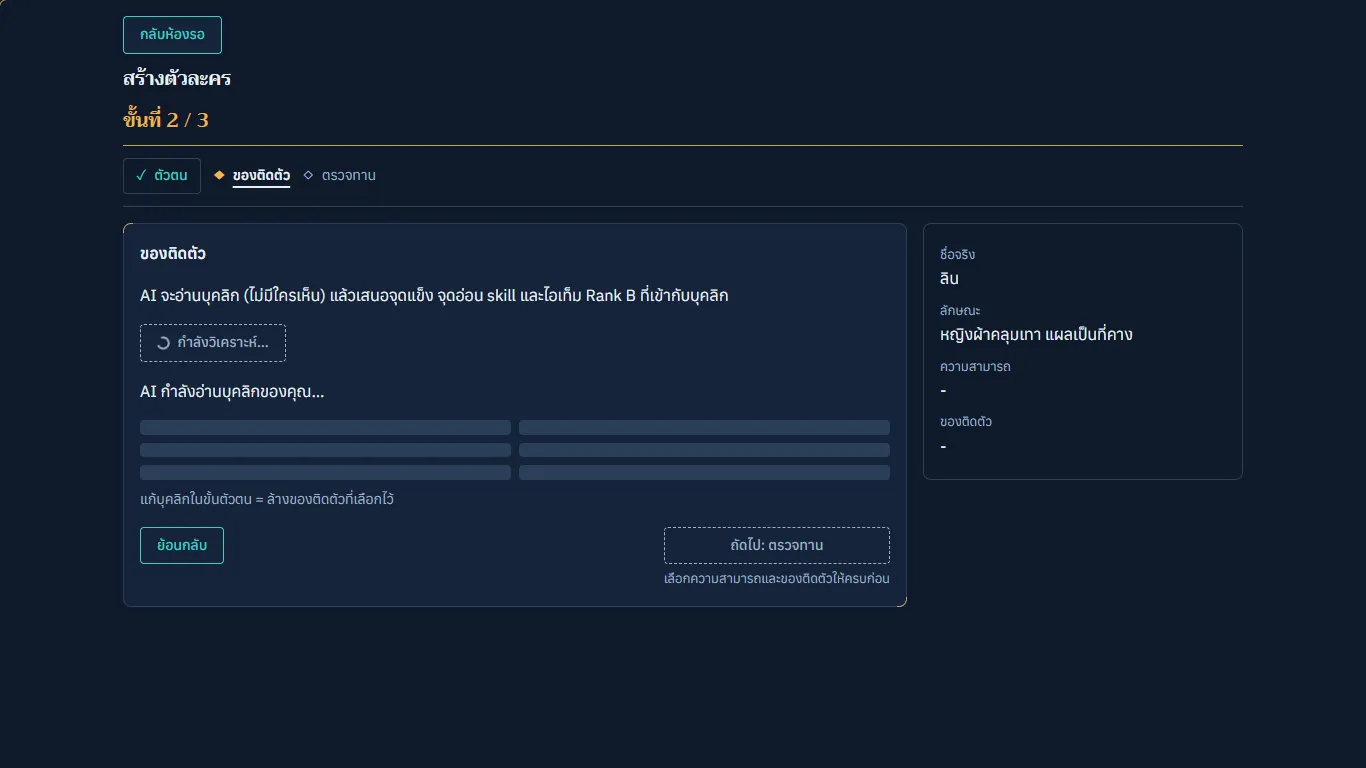 กลับห้องรอ
สร้างตัวละคร
ขั้นที่ 2 / 3
✓ ตัวตน ◆ ของติดตัว ◇ ตรวจทาน
ของติดตัว
AI จะอ่านบุคลิก (ไม่มีใครเห็น) แล้วเสนอจุดแข็ง จุดอ่อน skill และไอเท็ม Rank B ที่เข้ากับบุคลิก
กำลังวิเคราะห์...
AI กำลังอ่านบุคลิกของคุณ...
แก้บุคลิกในขั้นตัวตน = ล้างของติดตัวที่เลือกไว้
ย้อนกลับ
ถัดไป: ตรวจทาน
เลือกความสามารถและของติดตัวให้ครบก่อน
ชื่อจริง
ลิน
ลักษณะ
หญิงผ้าคลุมเทา แผลเป็นที่คาง
ความสามารถ
-
ของติดตัว
-